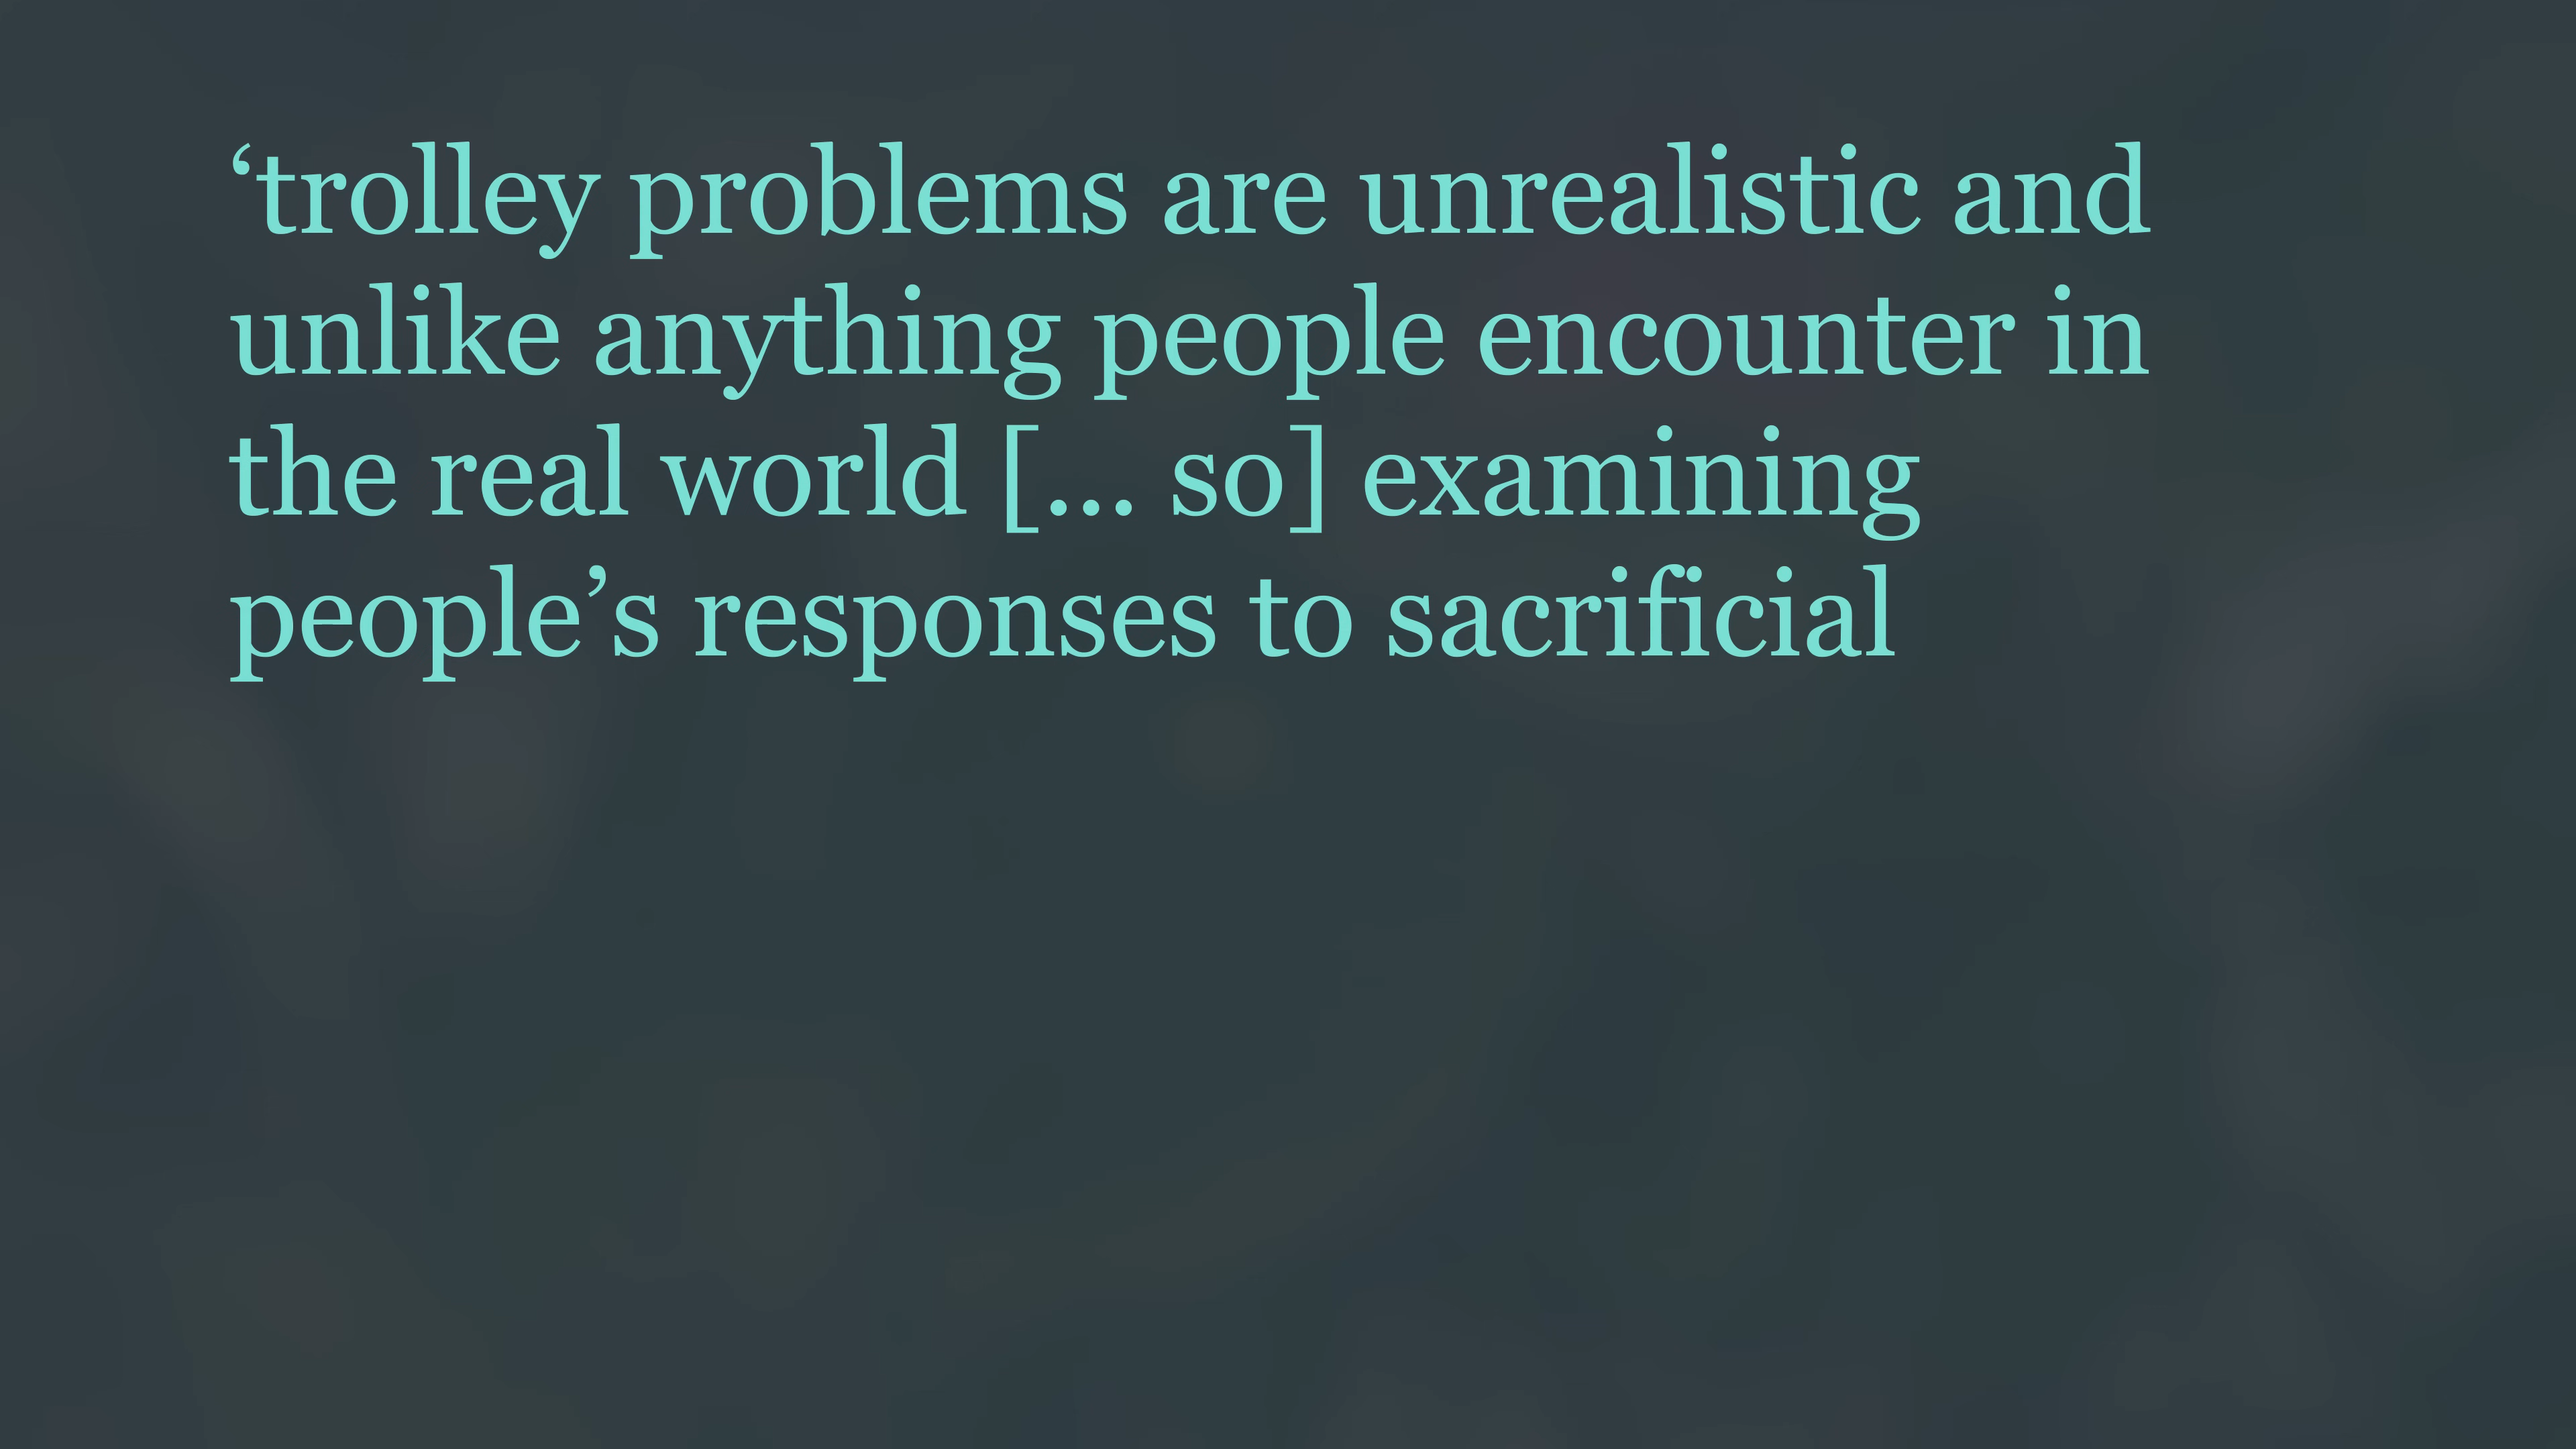 ‘trolley problems are unrealistic and
unlike anything people encounter in
the real world [… so] examining
people’s responses to sacrificial